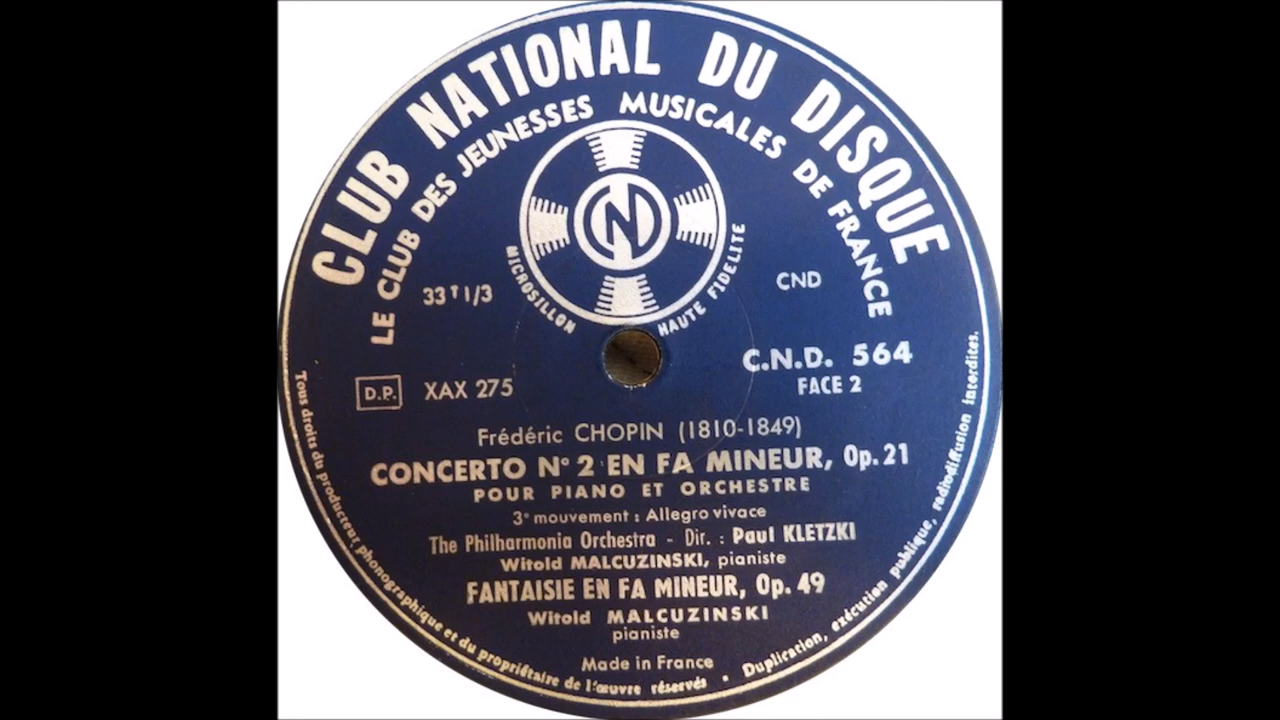 CLUB NATIONAL DU DISQUE
LE CLUB DES JEUNESSES MUSICALES DE FRANCE
CN
MICROSILLON HAUTE FIDELITE
33 T 1/3
CND
C.N.D. 564
FACE 2
D.P. XAX 275
Frédéric CHOPIN (1810-1849)
CONCERTO N° 2 EN FA MINEUR, Op. 21
POUR PIANO ET ORCHESTRE
3e mouvement : Allegro vivace
The Philharmonia Orchestra - Dir. : Paul KLETZKI
Witold MALCUZINSKI, pianiste
FANTAISIE EN FA MINEUR, Op. 49
Witold MALCUZINSKI
pianiste
Made in France
Tous droits du producteur phonographique et du propriétaire de l'œuvre réservés • Duplication, exécution publique, radiodiffusion interdites.